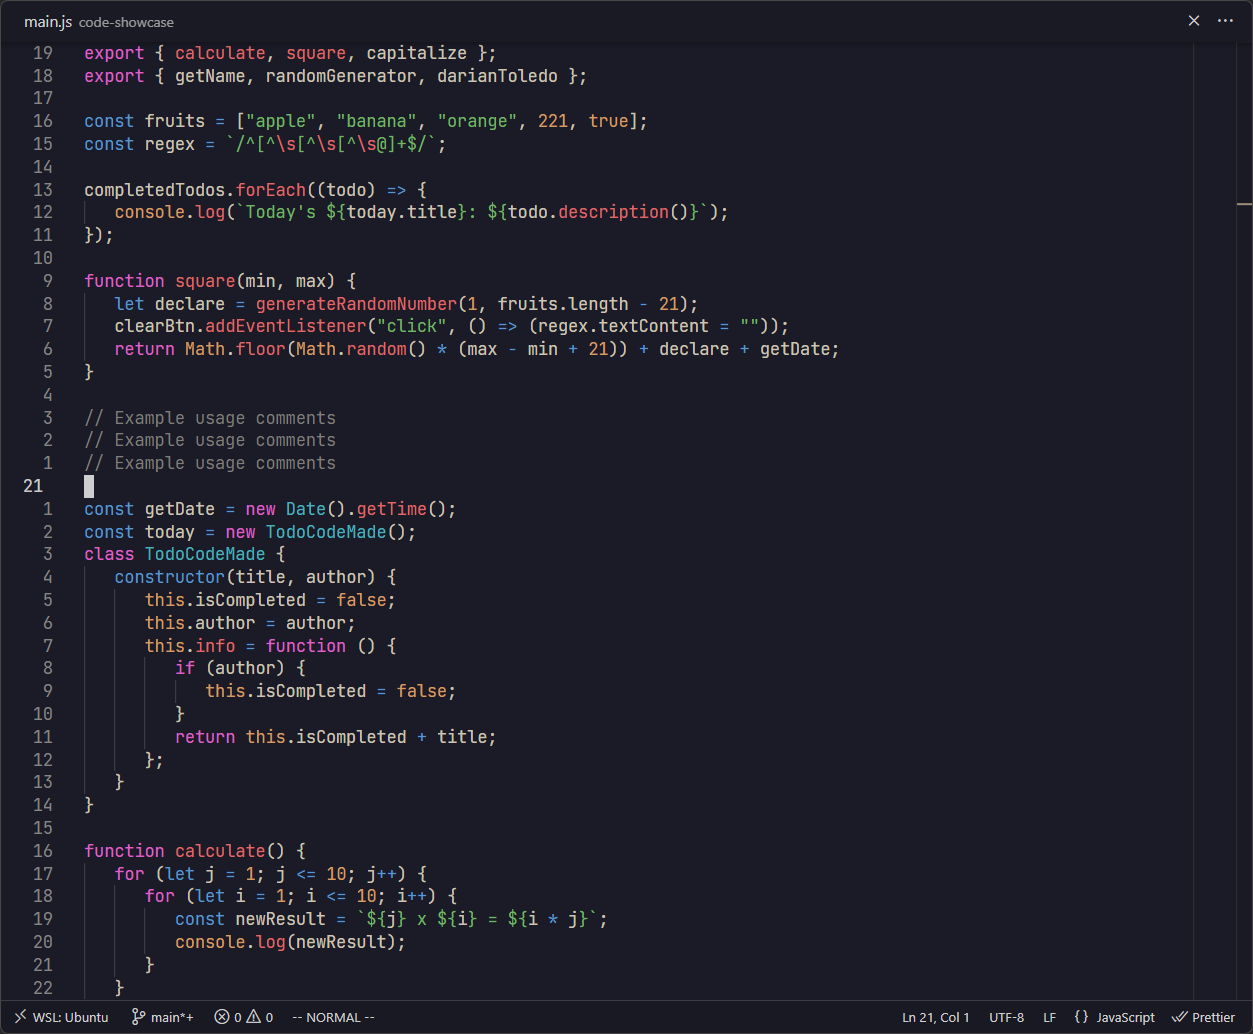 main.js code-showcase
19 export { calculate, square, capitalize };
18 export { getName, randomGenerator, darianToledo };
17
16 const fruits = ["apple", "banana", "orange", 221, true];
15 const regex = `/^[^\s[^\s[^\s@]+$/`;
14
13 completedTodos.forEach((todo) => {
12 console.log(`Today's ${today.title}: ${todo.description()}`);
11 });
10
9 function square(min, max) {
8 let declare = generateRandomNumber(1, fruits.length - 21);
7 clearBtn.addEventListener("click", () => (regex.textContent = ""));
6 return Math.floor(Math.random() * (max - min + 21)) + declare + getDate;
5 }
4
3 // Example usage comments
2 // Example usage comments
1 // Example usage comments
21
1 const getDate = new Date().getTime();
2 const today = new TodoCodeMade();
3 class TodoCodeMade {
4 constructor(title, author) {
5 this.isCompleted = false;
6 this.author = author;
7 this.info = function () {
8 if (author) {
9 this.isCompleted = false;
10 }
11 return this.isCompleted + title;
12 };
13 }
14 }
15
16 function calculate() {
17 for (let j = 1; j <= 10; j++) {
18 for (let i = 1; i <= 10; i++) {
19 const newResult = `${j} x ${i} = ${i * j}`;
20 console.log(newResult);
21 }
22 }
WSL: Ubuntu main*+ 0 0 -- NORMAL -- Ln 21, Col 1 UTF-8 LF {} JavaScript Prettier